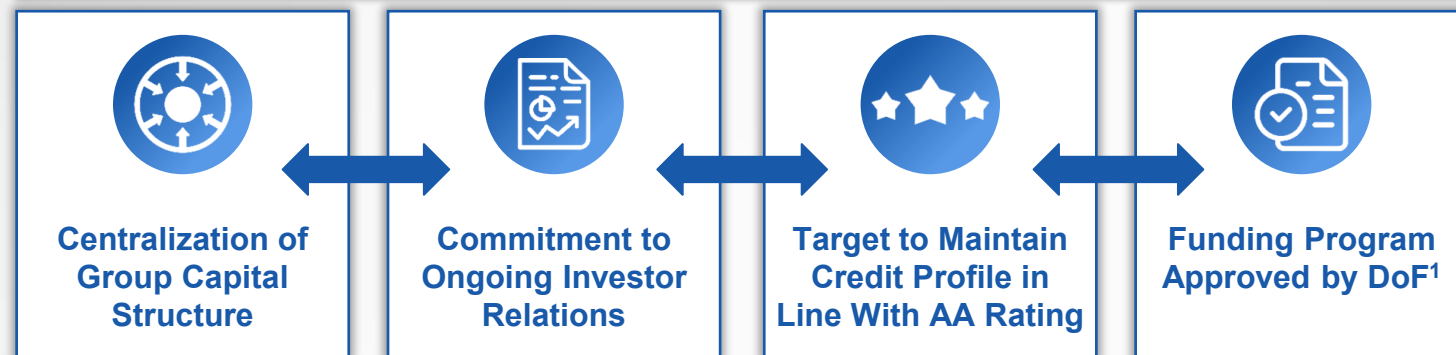 Centralization of
Group Capital
Structure
Commitment to
Ongoing Investor
Relations
Target to Maintain
Credit Profile in
Line With AA Rating
Funding Program
Approved by DoF¹